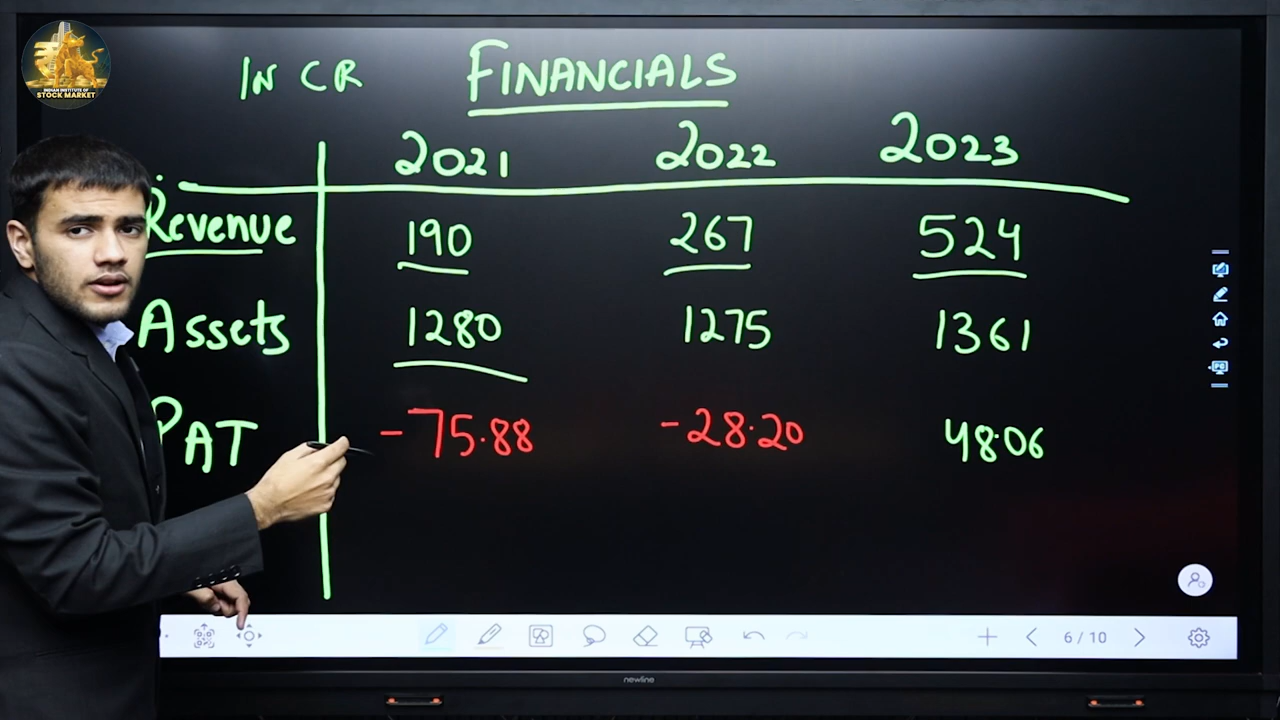 INDIAN INSTITUTE OF
STOCK MARKET
IN CR FINANCIALS
2021 2022 2023
Revenue 190 267 524
Assets 1280 1275 1361
PAT -75.88 -28.20 48.06
6 / 10
newline